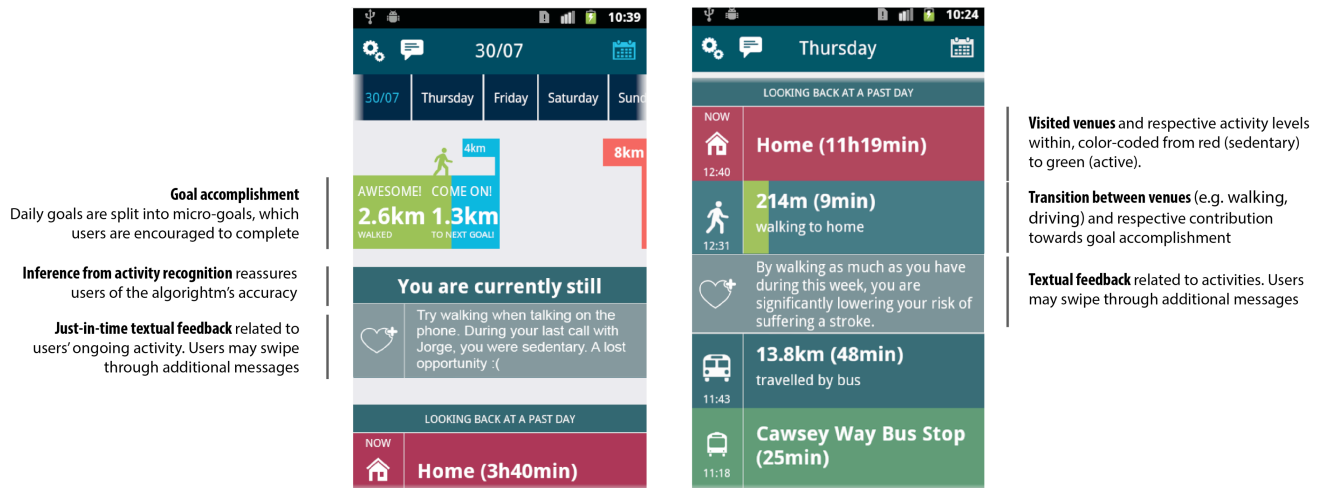 Goal accomplishment
Daily goals are split into micro-goals, which
users are encouraged to complete
Inference from activity recognition reassures
users of the algorightm's accuracy
Just-in-time textual feedback related to
users' ongoing activity. Users may swipe
through additional messages
10:39
30/07
30/07 Thursday Friday Saturday Sund
4km
8km
AWESOME! COME ON!
2.6km 1.3km
WALKED TO NEXT GOAL!
You are currently still
Try walking when talking on the
phone. During your last call with
Jorge, you were sedentary. A lost
opportunity :(
LOOKING BACK AT A PAST DAY
NOW
Home (3h40min)
10:24
Thursday
LOOKING BACK AT A PAST DAY
NOW
Home (11h19min)
12:40
214m (9min)
walking to home
12:31
By walking as much as you have
during this week, you are
significantly lowering your risk of
suffering a stroke.
13.8km (48min)
travelled by bus
11:43
Cawsey Way Bus Stop
(25min)
11:18
Visited venues and respective activity levels
within, color-coded from red (sedentary)
to green (active).
Transition between venues (e.g. walking,
driving) and respective contribution
towards goal accomplishment
Textual feedback related to activities. Users
may swipe through additional messages